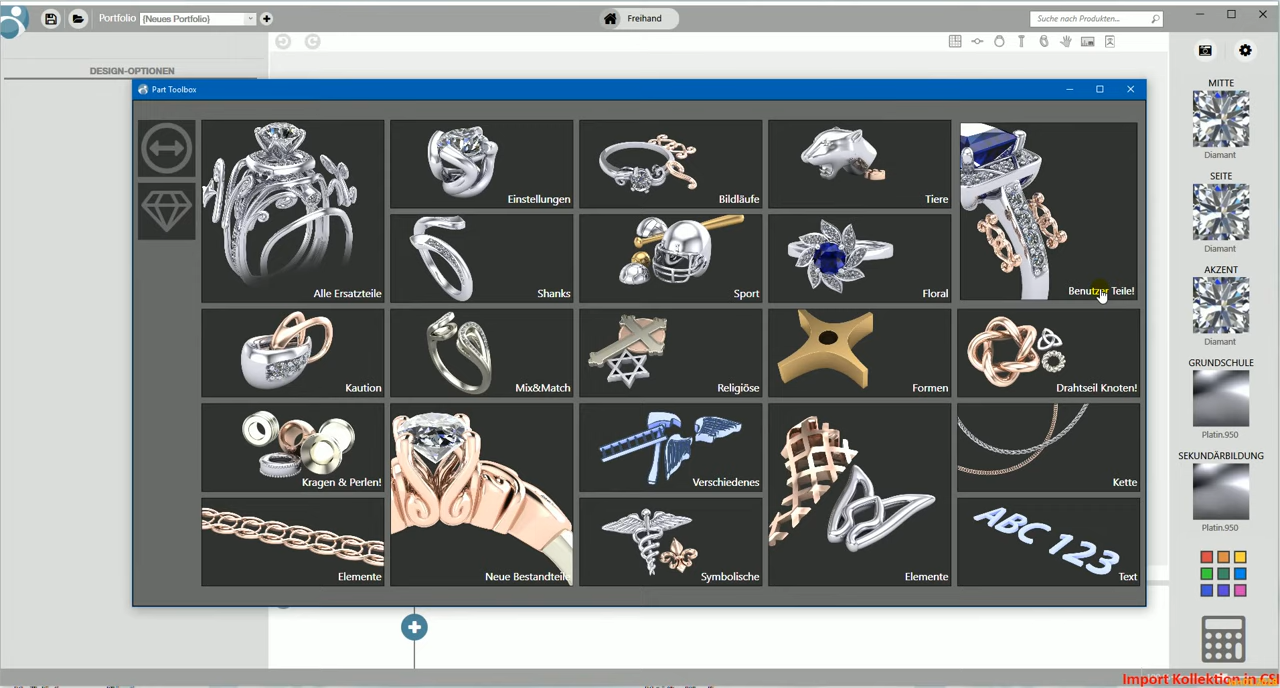 Portfolio (Neues Portfolio)
Freihand
Suche nach Produkten...
DESIGN-OPTIONEN
Part Toolbox
Alle Ersatzteile
Einstellungen
Bildläufe
Tiere
Benutzer Teile!
Shanks
Sport
Floral
Kaution
Mix&Match
Religiöse
Formen
Drahtseil Knoten!
Kragen & Perlen!
Neue Bestandteile
Verschiedenes
Elemente
Kette
Elemente
Symbolische
ABC 123
Text
MITTE
Diamant
SEITE
Diamant
AKZENT
Diamant
GRUNDSCHULE
Platin.950
SEKUNDÄRBILDUNG
Platin.950
Import Kollektion in CSI